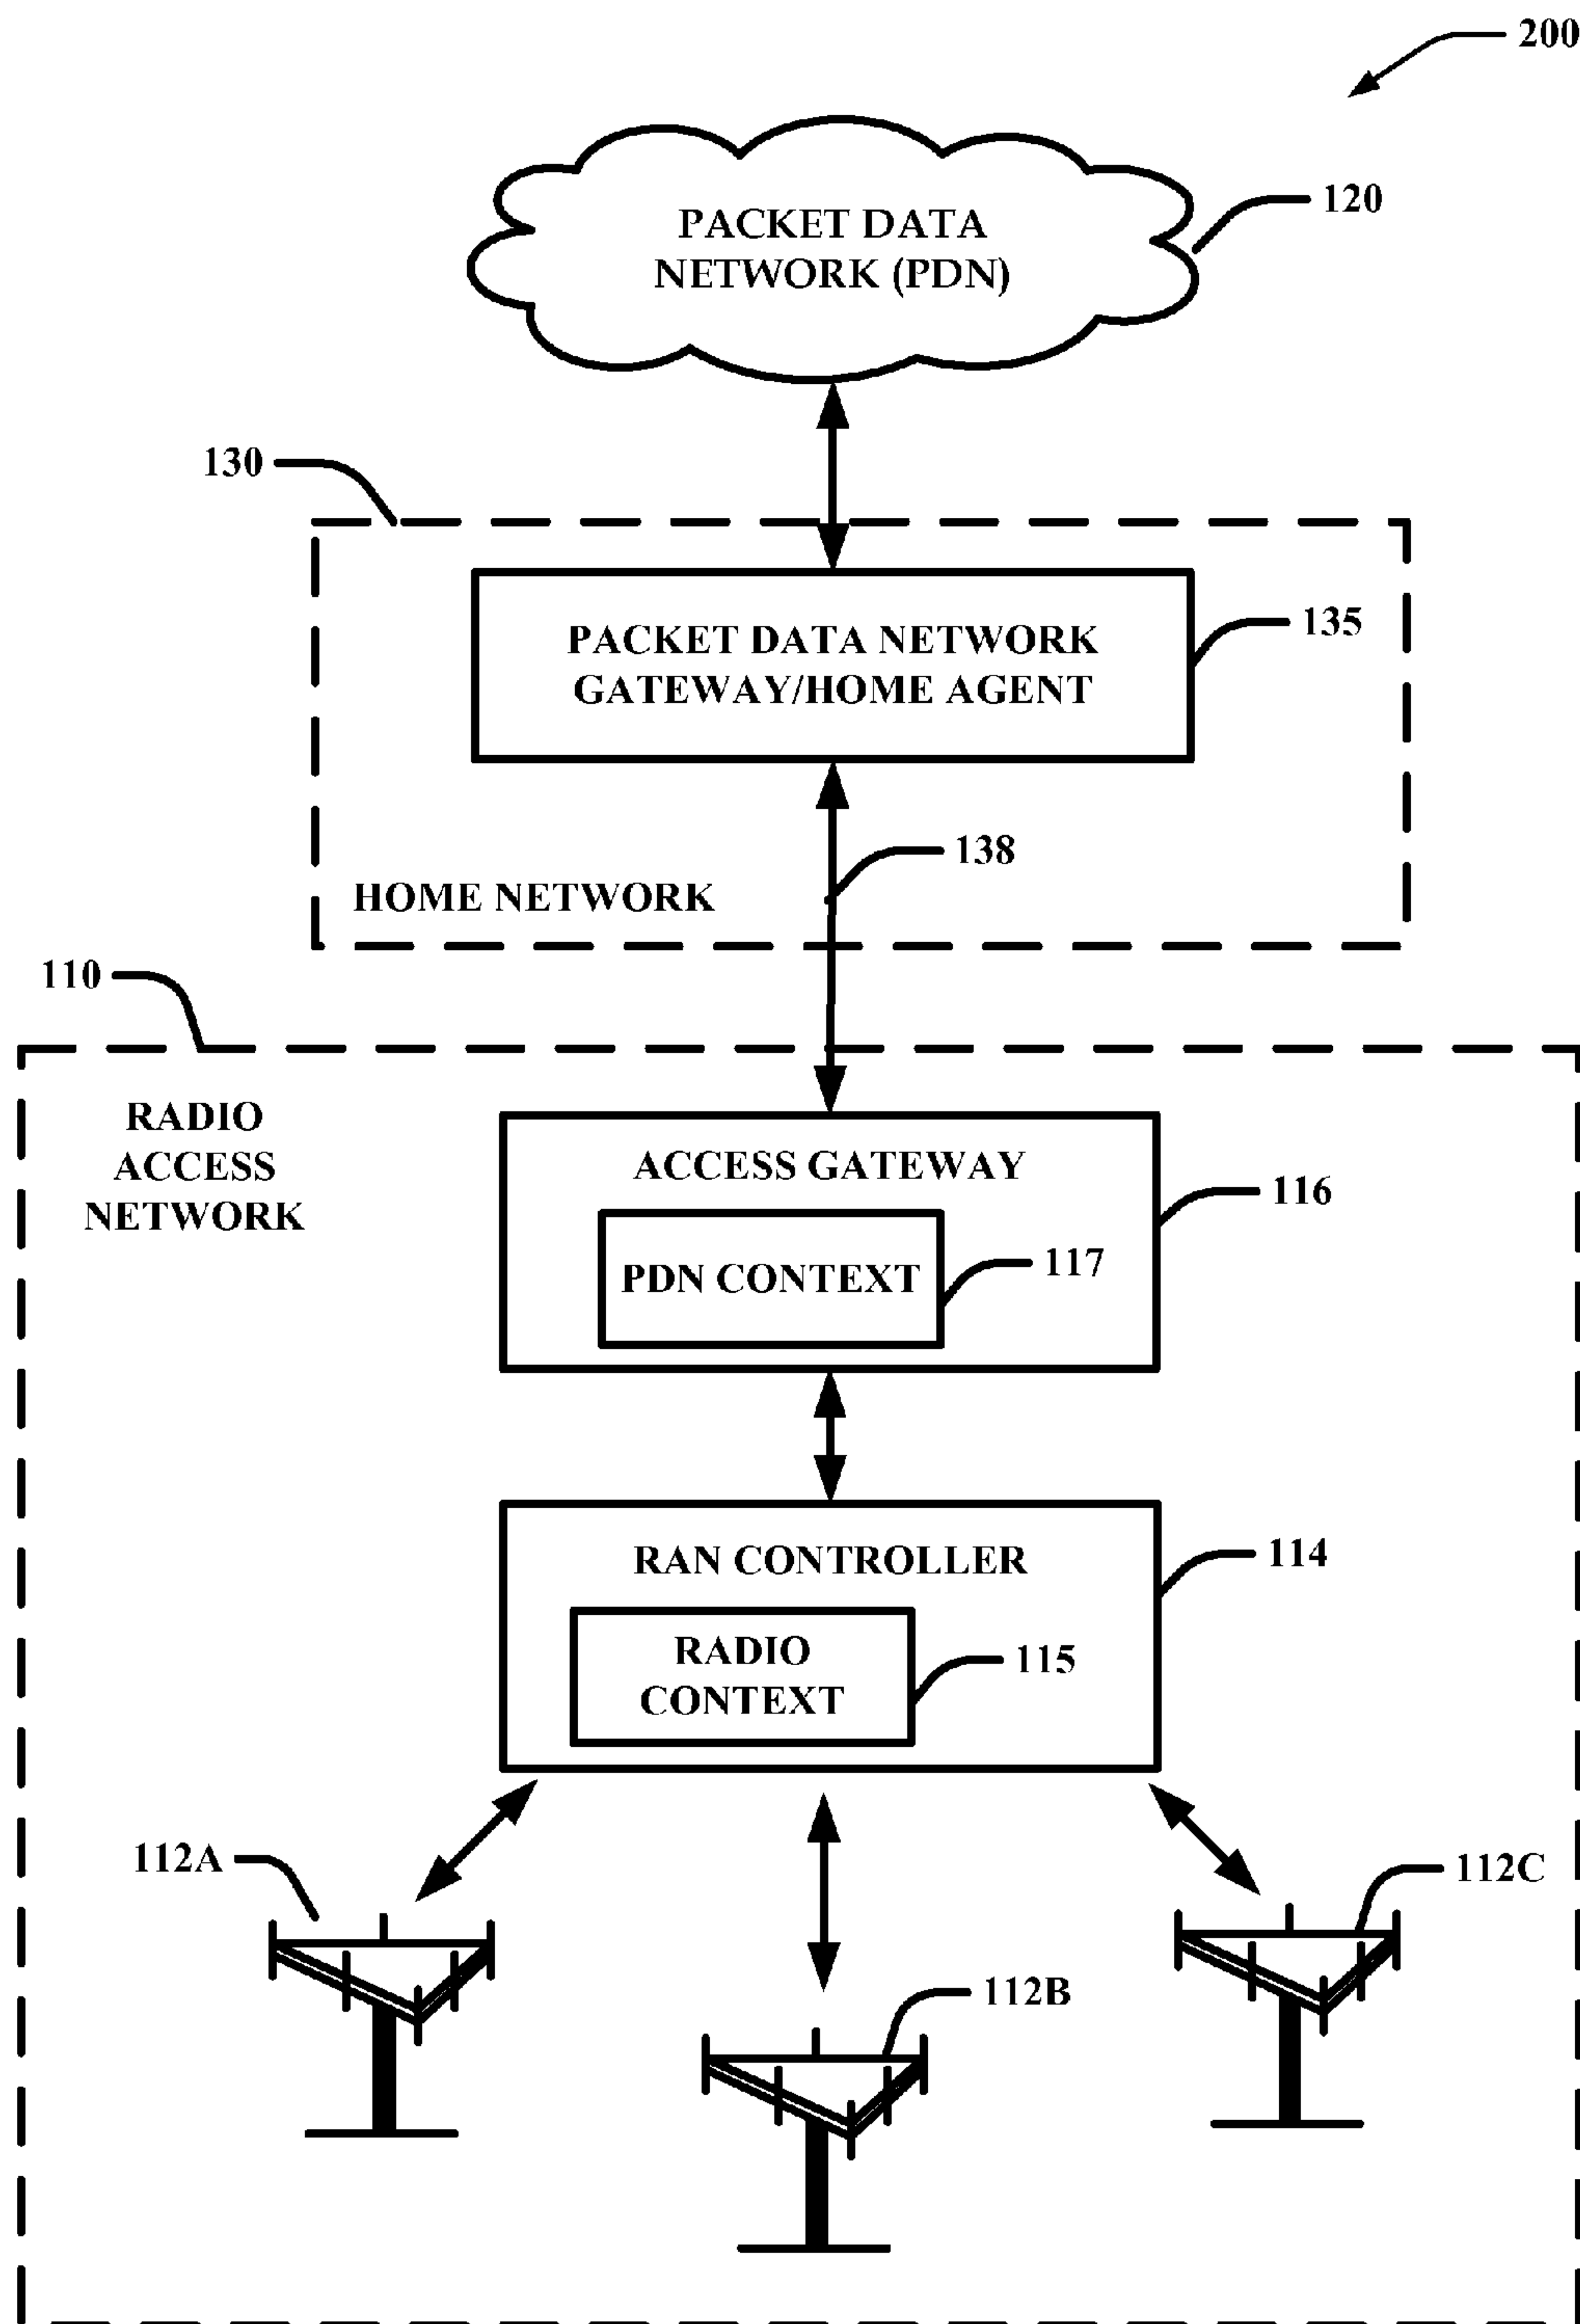 200
PACKET DATA
NETWORK (PDN)
120
130
PACKET DATA NETWORK
GATEWAY/HOME AGENT
135
138
HOME NETWORK
110
RADIO
ACCESS
NETWORK
ACCESS GATEWAY
116
PDN CONTEXT
117
RAN CONTROLLER
114
RADIO
CONTEXT
115
112A
112C
112B